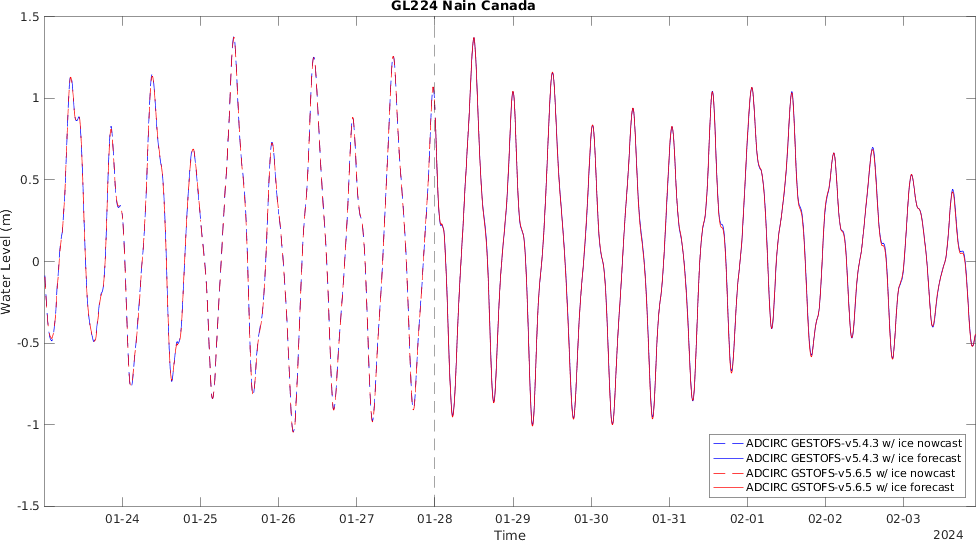 GL224 Nain Canada
1.5
1
0.5
0
-0.5
-1
-1.5
Water Level (m)
01-24 01-25 01-26 01-27 01-28 01-29 01-30 01-31 02-01 02-02 02-03
Time
2024
ADCIRC GESTOFS-v5.4.3 w/ ice nowcast
ADCIRC GESTOFS-v5.4.3 w/ ice forecast
ADCIRC GSTOFS-v5.6.5 w/ ice nowcast
ADCIRC GSTOFS-v5.6.5 w/ ice forecast